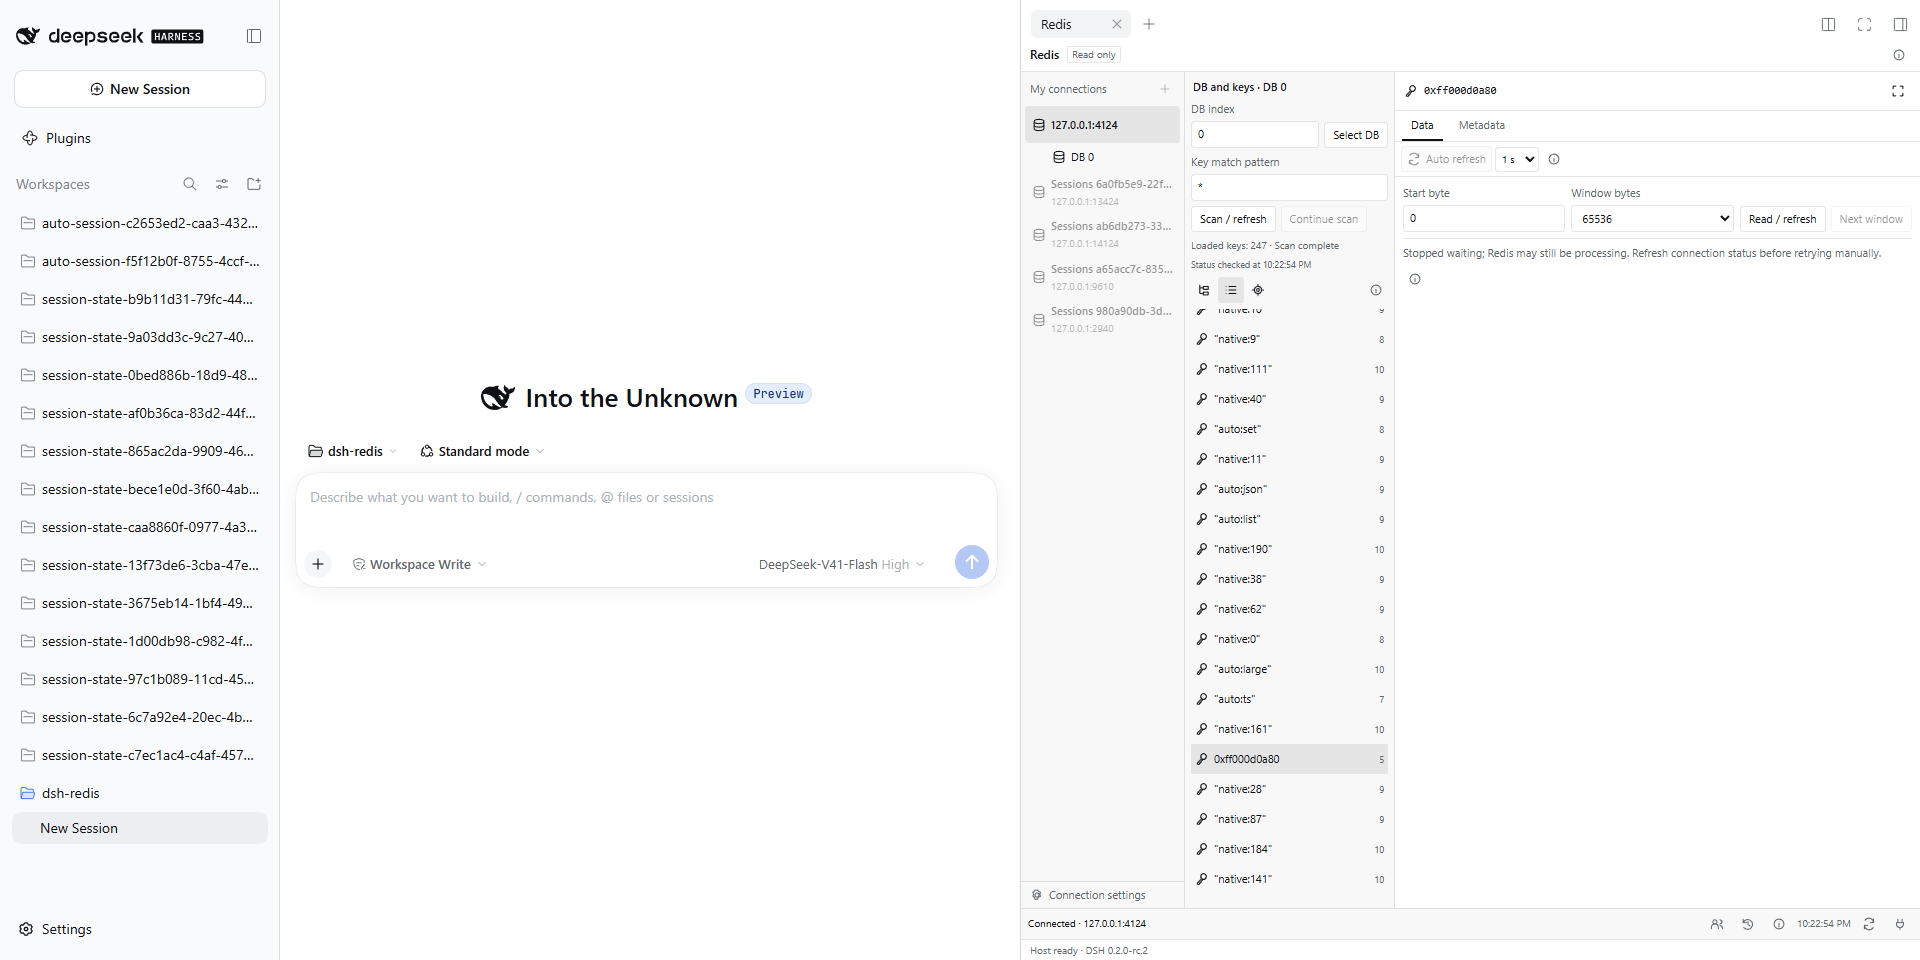 deepseek HARNESS
New Session
Plugins
Workspaces
auto-session-c2653ed2-caa3-432...
auto-session-f5f12b0f-8755-4ccf-...
session-state-b9b11d31-79fc-44...
session-state-9a03dd3c-9c27-40...
session-state-0bed886b-18d9-48...
session-state-af0b36ca-83d2-44f...
session-state-865ac2da-9909-46...
session-state-bece1e0d-3f60-4ab...
session-state-caa8860f-0977-4a3...
session-state-13f73de6-3cba-47e...
session-state-3675eb14-1bf4-49...
session-state-1d00db98-c982-4f...
session-state-97c1b089-11cd-45...
session-state-6c7a92e4-20ec-4b...
session-state-c7ec1ac4-c4af-457...
dsh-redis
New Session
Settings
Into the Unknown Preview
dsh-redis Standard mode
Describe what you want to build, / commands, @ files or sessions
Workspace Write DeepSeek-V41-Flash High
Redis
Redis Read only
My connections
127.0.0.1:4124
DB 0
Sessions 6a0fb5e9-22f...
127.0.0.1:13424
Sessions ab6db273-33...
127.0.0.1:14124
Sessions a65acc7c-835...
127.0.0.1:9610
Sessions 980a90db-3d...
127.0.0.1:2940
Connection settings
DB and keys · DB 0
DB index
0 Select DB
Key match pattern
*
Scan / refresh Continue scan
Loaded keys: 247 · Scan complete
Status checked at 10:22:54 PM
"native:10" 9
"native:9" 8
"native:111" 10
"native:40" 9
"auto:set" 8
"native:11" 9
"auto:json" 9
"auto:list" 9
"native:190" 10
"native:38" 9
"native:62" 9
"native:0" 8
"auto:large" 10
"auto:ts" 7
"native:161" 10
0xff000d0a80 5
"native:28" 9
"native:87" 9
"native:184" 10
"native:141" 10
0xff000d0a80
Data Metadata
Auto refresh 1 s
Start byte Window bytes
0 65536 Read / refresh Next window
Stopped waiting; Redis may still be processing. Refresh connection status before retrying manually.
Connected · 127.0.0.1:4124 10:22:54 PM
Host ready · DSH 0.2.0-rc.2